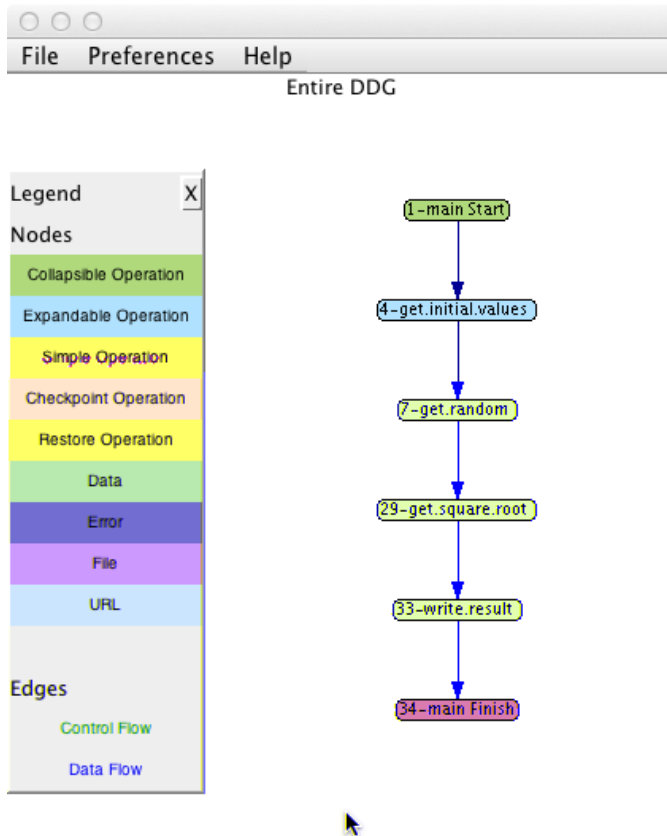 File Preferences Help
Entire DDG
Legend X
Nodes
Collapsible Operation
Expandable Operation
Simple Operation
Checkpoint Operation
Restore Operation
Data
Error
File
URL
Edges
Control Flow
Data Flow
1-main Start
4-get.initial.values
7-get.random
29-get.square.root
33-write.result
34-main Finish